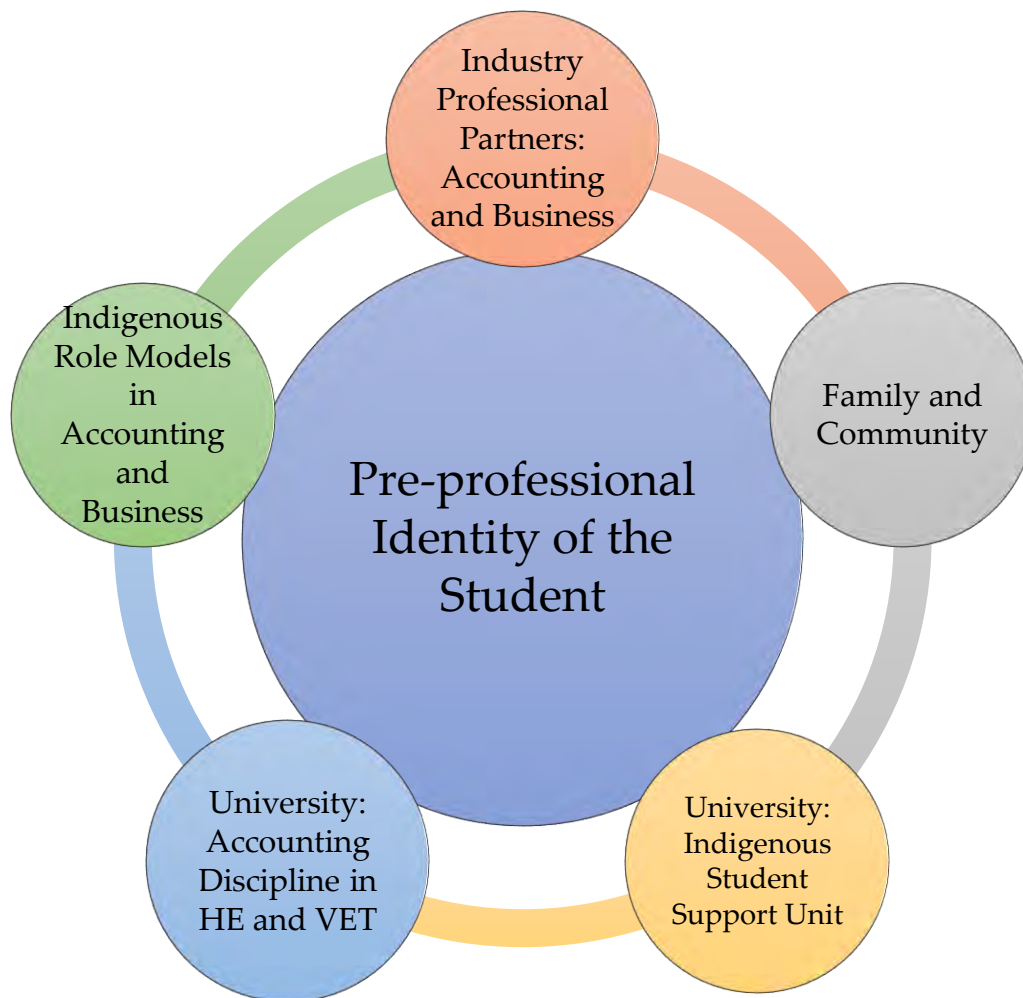 Industry
Professional
Partners:
Accounting
and Business
Indigenous
Role Models
in
Accounting
and
Business
Family and
Community
Pre-professional
Identity of the
Student
University:
Accounting
Discipline in
HE and VET
University:
Indigenous
Student
Support Unit